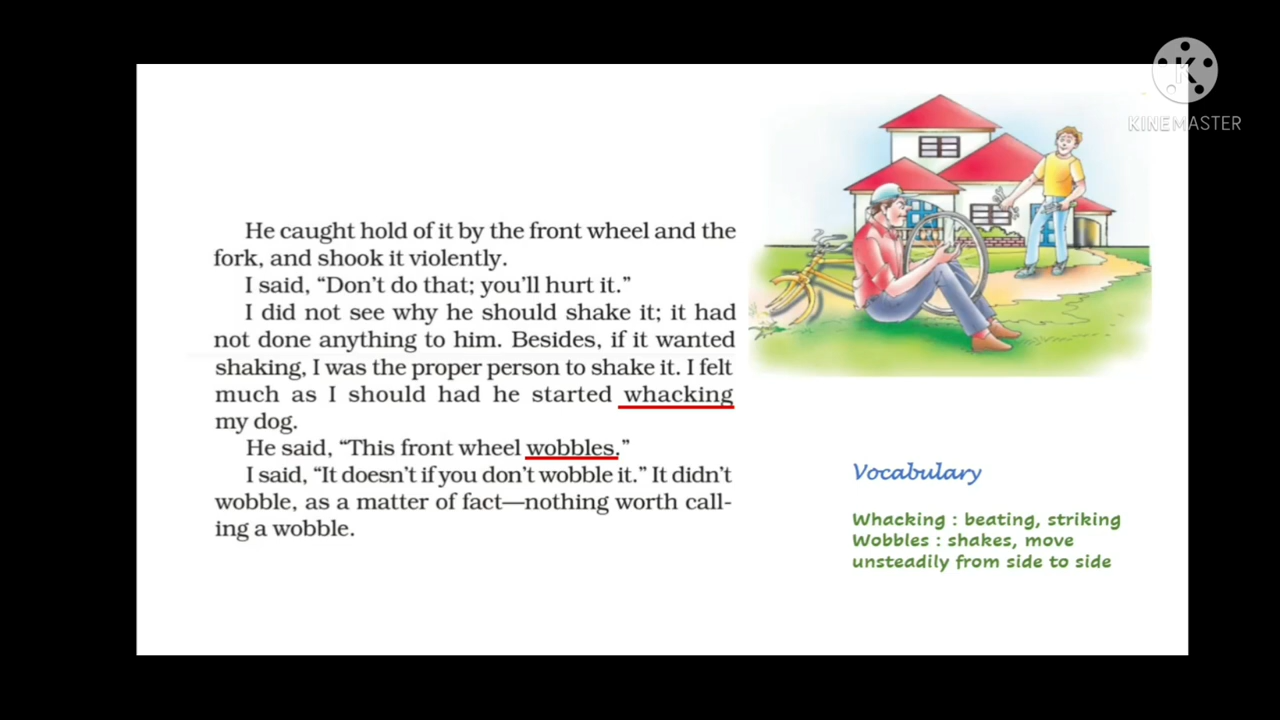 He caught hold of it by the front wheel and the
fork, and shook it violently.
I said, “Don’t do that; you’ll hurt it.”
I did not see why he should shake it; it had
not done anything to him. Besides, if it wanted
shaking, I was the proper person to shake it. I felt
much as I should had he started whacking
my dog.
He said, “This front wheel wobbles.”
I said, “It doesn’t if you don’t wobble it.” It didn’t
wobble, as a matter of fact—nothing worth call-
ing a wobble.
K
KINEMASTER
Vocabulary
Whacking : beating, striking
Wobbles : shakes, move
unsteadily from side to side